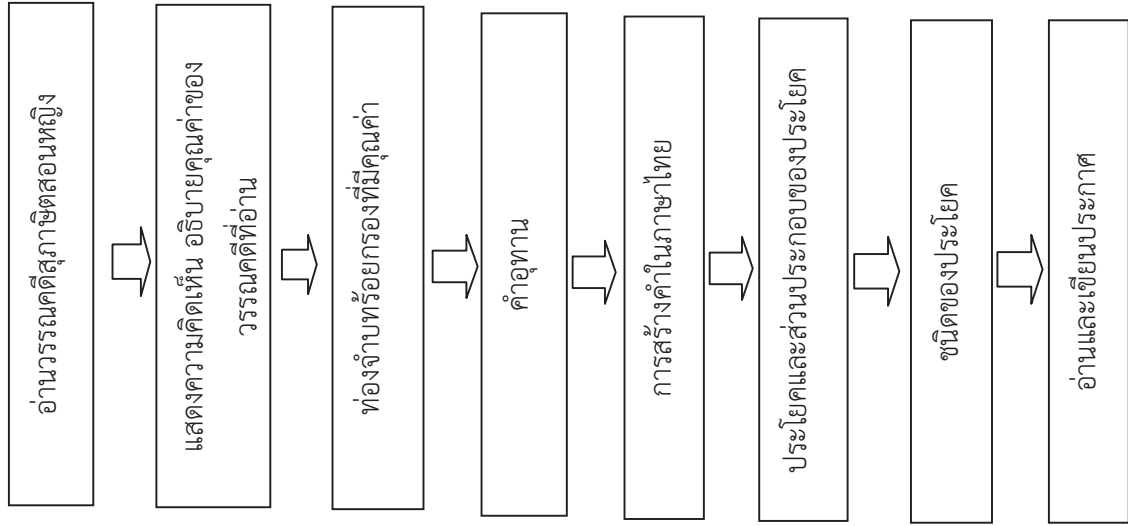 อ่านวรรณคดีสุภาษิตสอนหญิง
แสดงความคิดเห็น อธิบายคุณค่าของ
วรรณคดีที่อ่าน
ท่องจำบทร้อยกรองที่มีคุณค่า
คำอุทาน
การสร้างคำในภาษาไทย
ประโยคและส่วนประกอบของประโยค
ชนิดของประโยค
อ่านและเขียนประกาศ